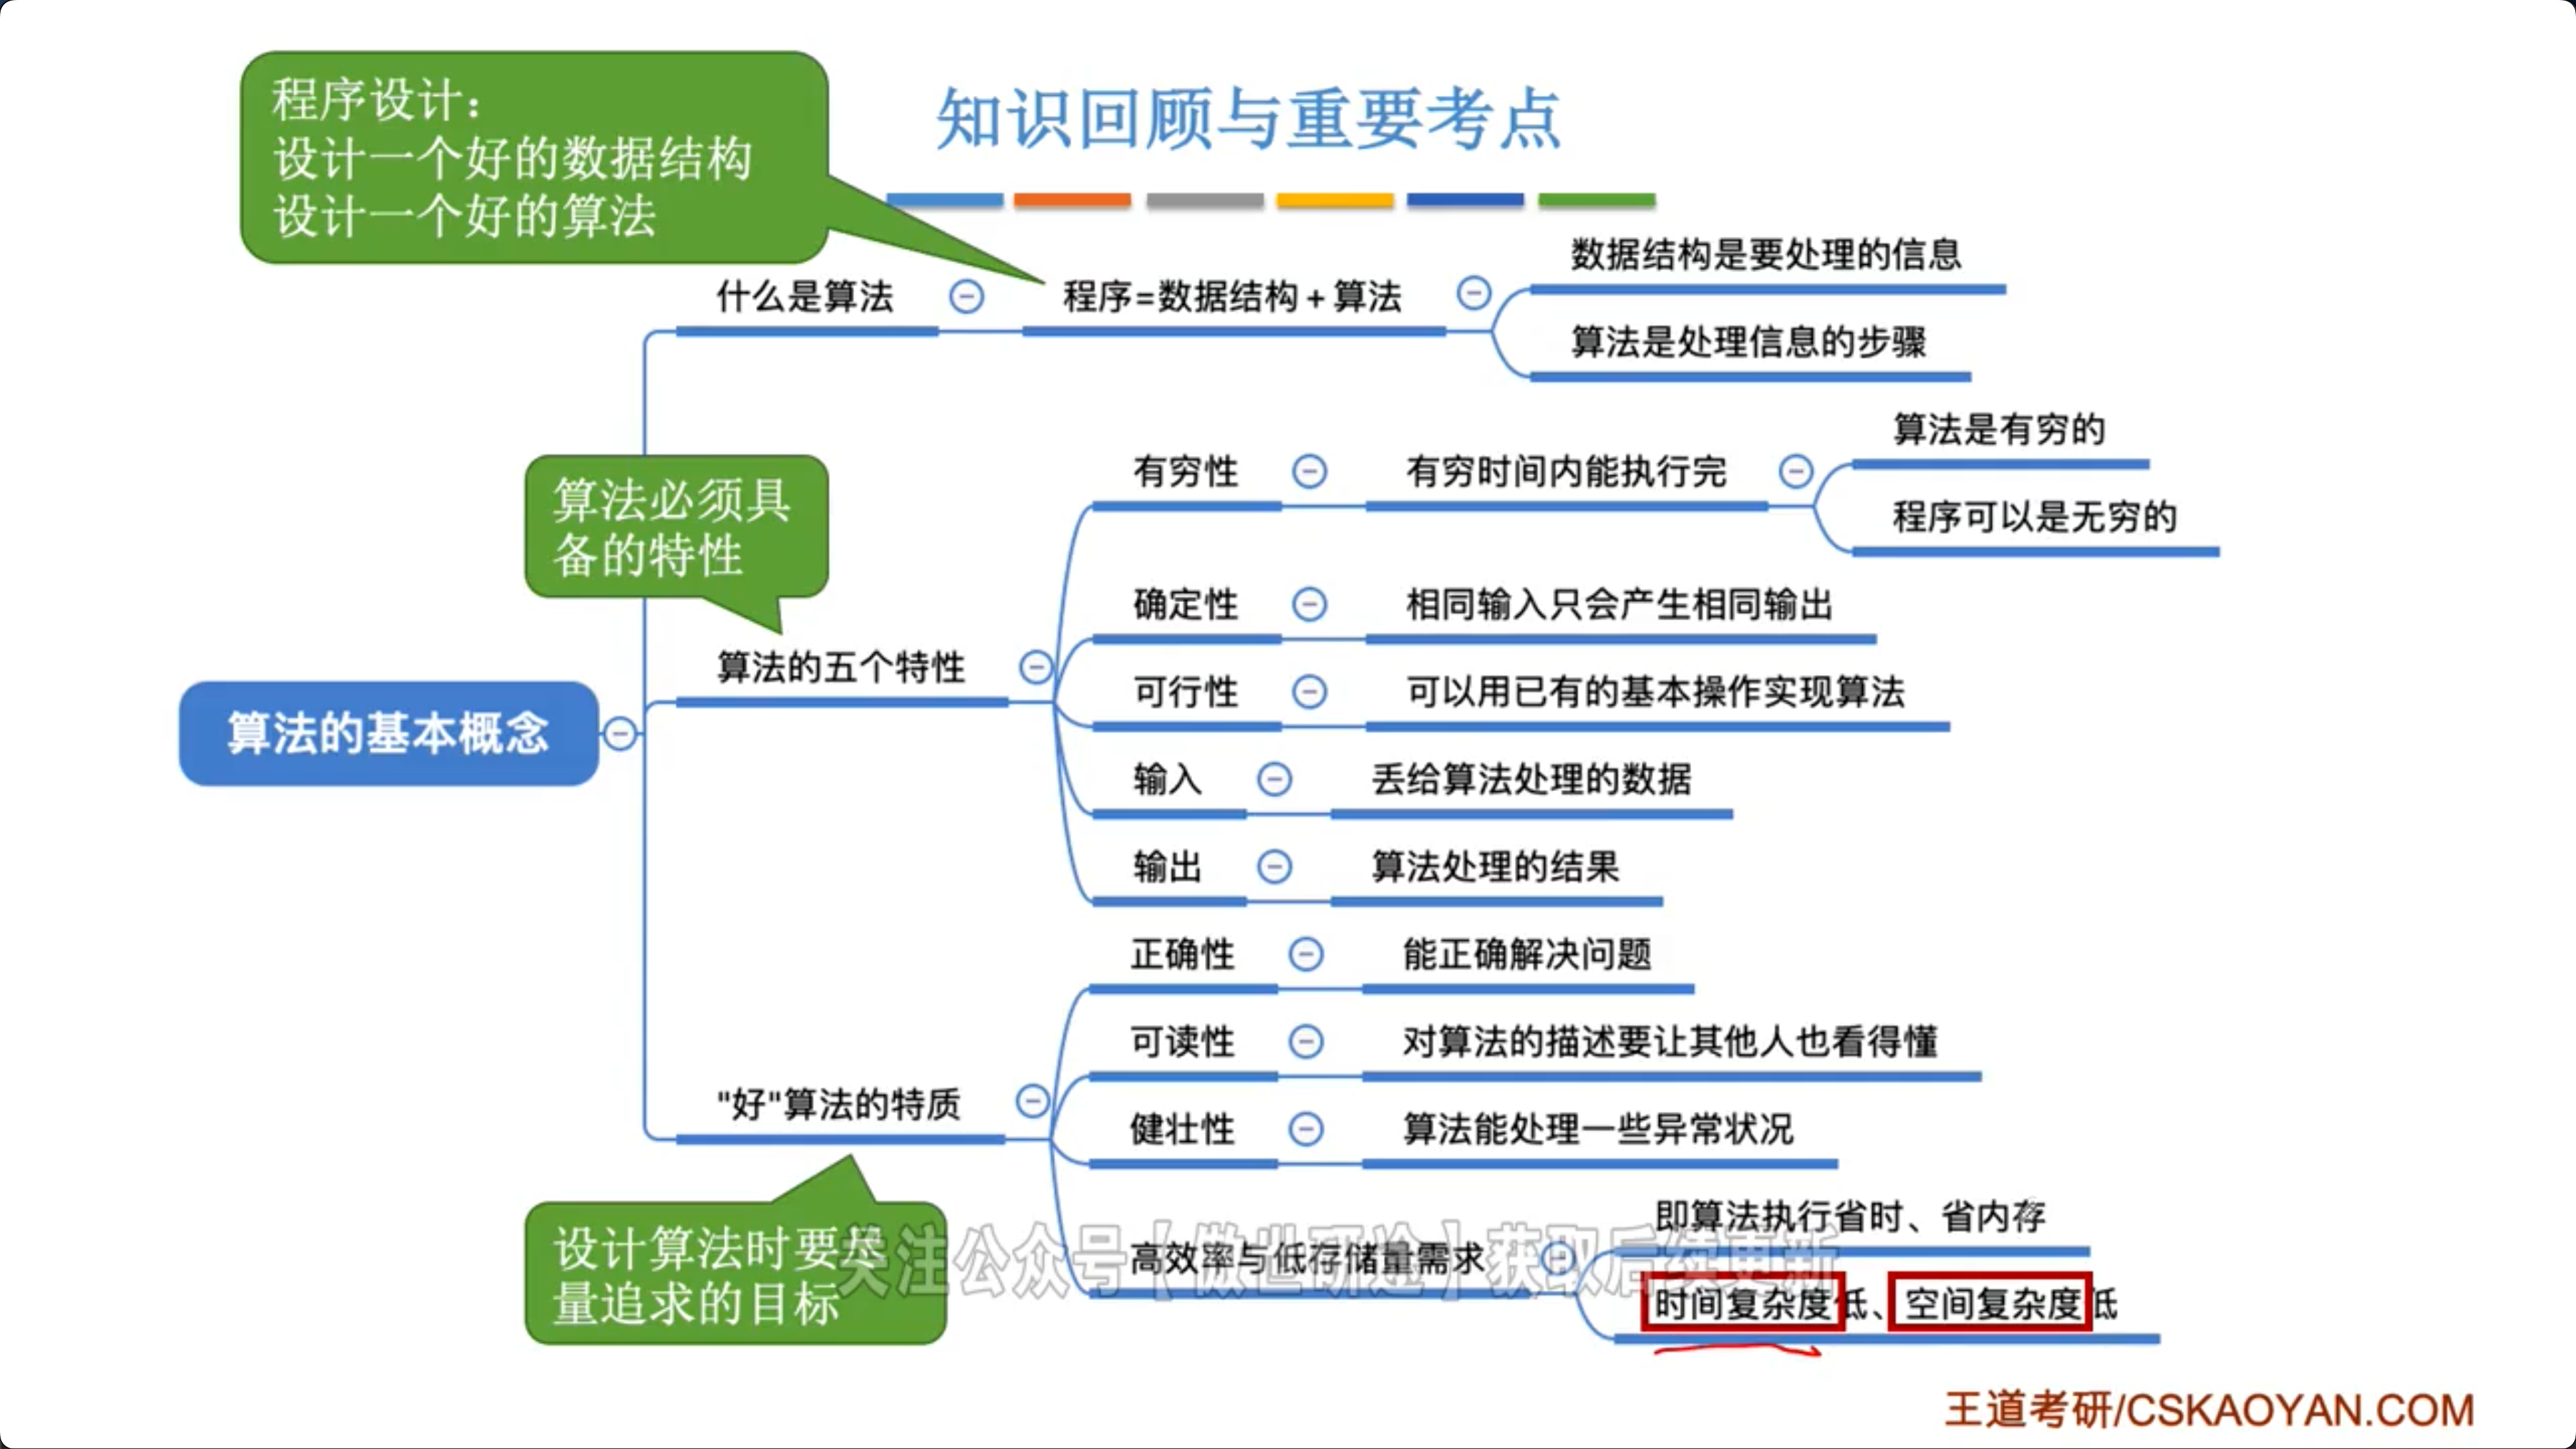 程序设计：
设计一个好的数据结构
设计一个好的算法
知识回顾与重要考点
什么是算法
程序=数据结构+算法
数据结构是要处理的信息
算法是处理信息的步骤
算法必须具
备的特性
算法的五个特性
有穷性
有穷时间内能执行完
算法是有穷的
程序可以是无穷的
确定性
相同输入只会产生相同输出
可行性
可以用已有的基本操作实现算法
输入
丢给算法处理的数据
输出
算法处理的结果
算法的基本概念
"好"算法的特质
正确性
能正确解决问题
可读性
对算法的描述要让其他人也看得懂
健壮性
算法能处理一些异常状况
高效率与低存储量需求
即算法执行省时、省内存
时间复杂度低、空间复杂度低
设计算法时要尽
量追求的目标
关注公众号【傲世研途】获取后续更新
王道考研/CSKAOYAN.COM